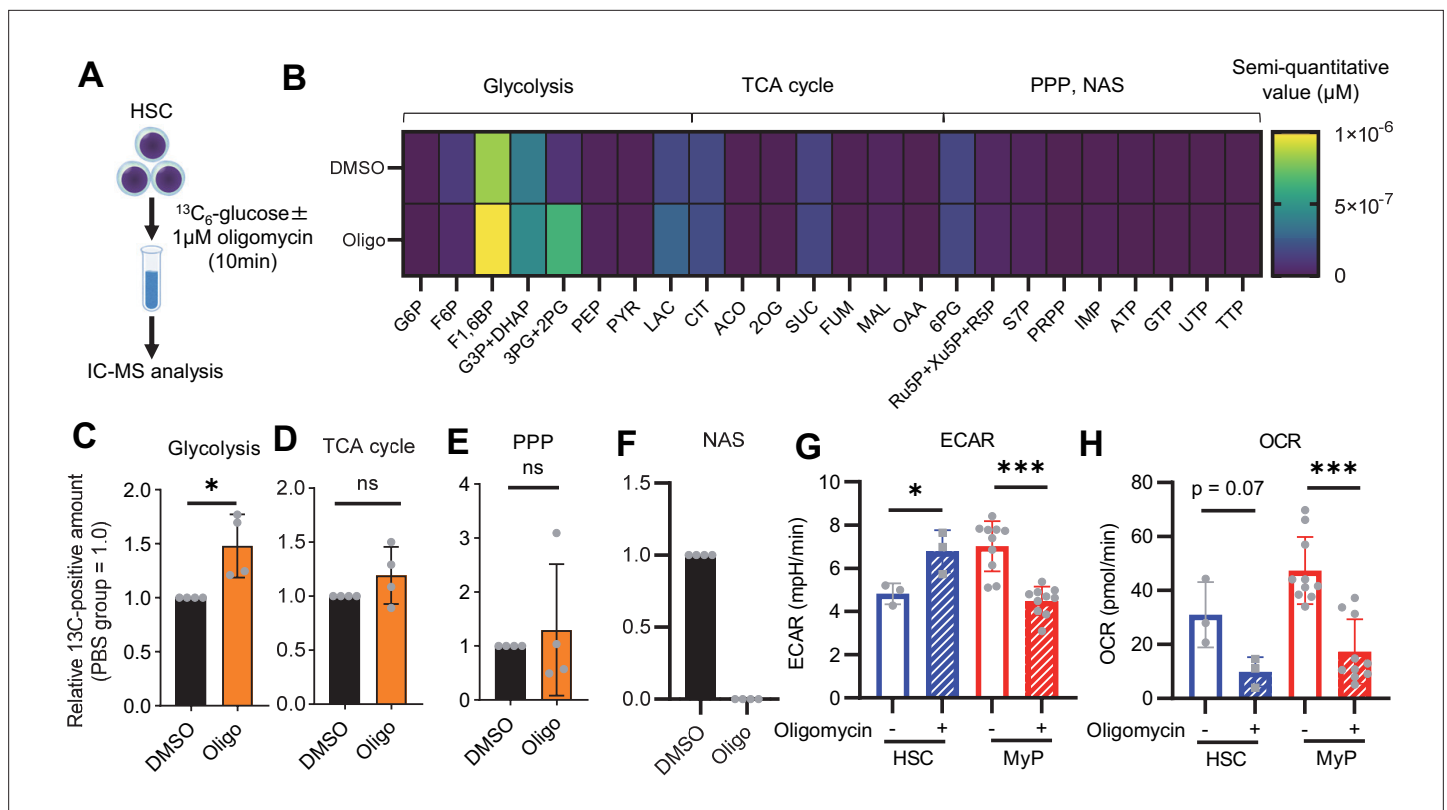 A
HSC
¹³C₆-glucose ±
1µM oligomycin
(10min)
IC-MS analysis
B
Glycolysis
TCA cycle
PPP, NAS
Semi-quantitative
value (µM)
DMSO
Oligo
1×10⁻⁶
5×10⁻⁷
0
G6P
F6P
F1,6BP
G3P+DHAP
3PG+2PG
PEP
PYR
LAC
CIT
ACO
2OG
SUC
FUM
MAL
OAA
6PG
Ru5P+Xu5P+R5P
S7P
PRPP
IMP
ATP
GTP
UTP
TTP
C
Glycolysis
*
Relative 13C-positive amount
(PBS group = 1.0)
2.0
1.5
1.0
0.5
0.0
DMSO
Oligo
D
TCA cycle
ns
2.0
1.5
1.0
0.5
0.0
DMSO
Oligo
E
PPP
ns
4
3
2
1
0
DMSO
Oligo
F
NAS
1.5
1.0
0.5
0.0
DMSO
Oligo
G
ECAR
*
***
ECAR (mpH/min)
10
8
6
4
2
0
Oligomycin - + - +
HSC MyP
H
OCR
p = 0.07
***
OCR (pmol/min)
80
60
40
20
0
Oligomycin - + - +
HSC MyP